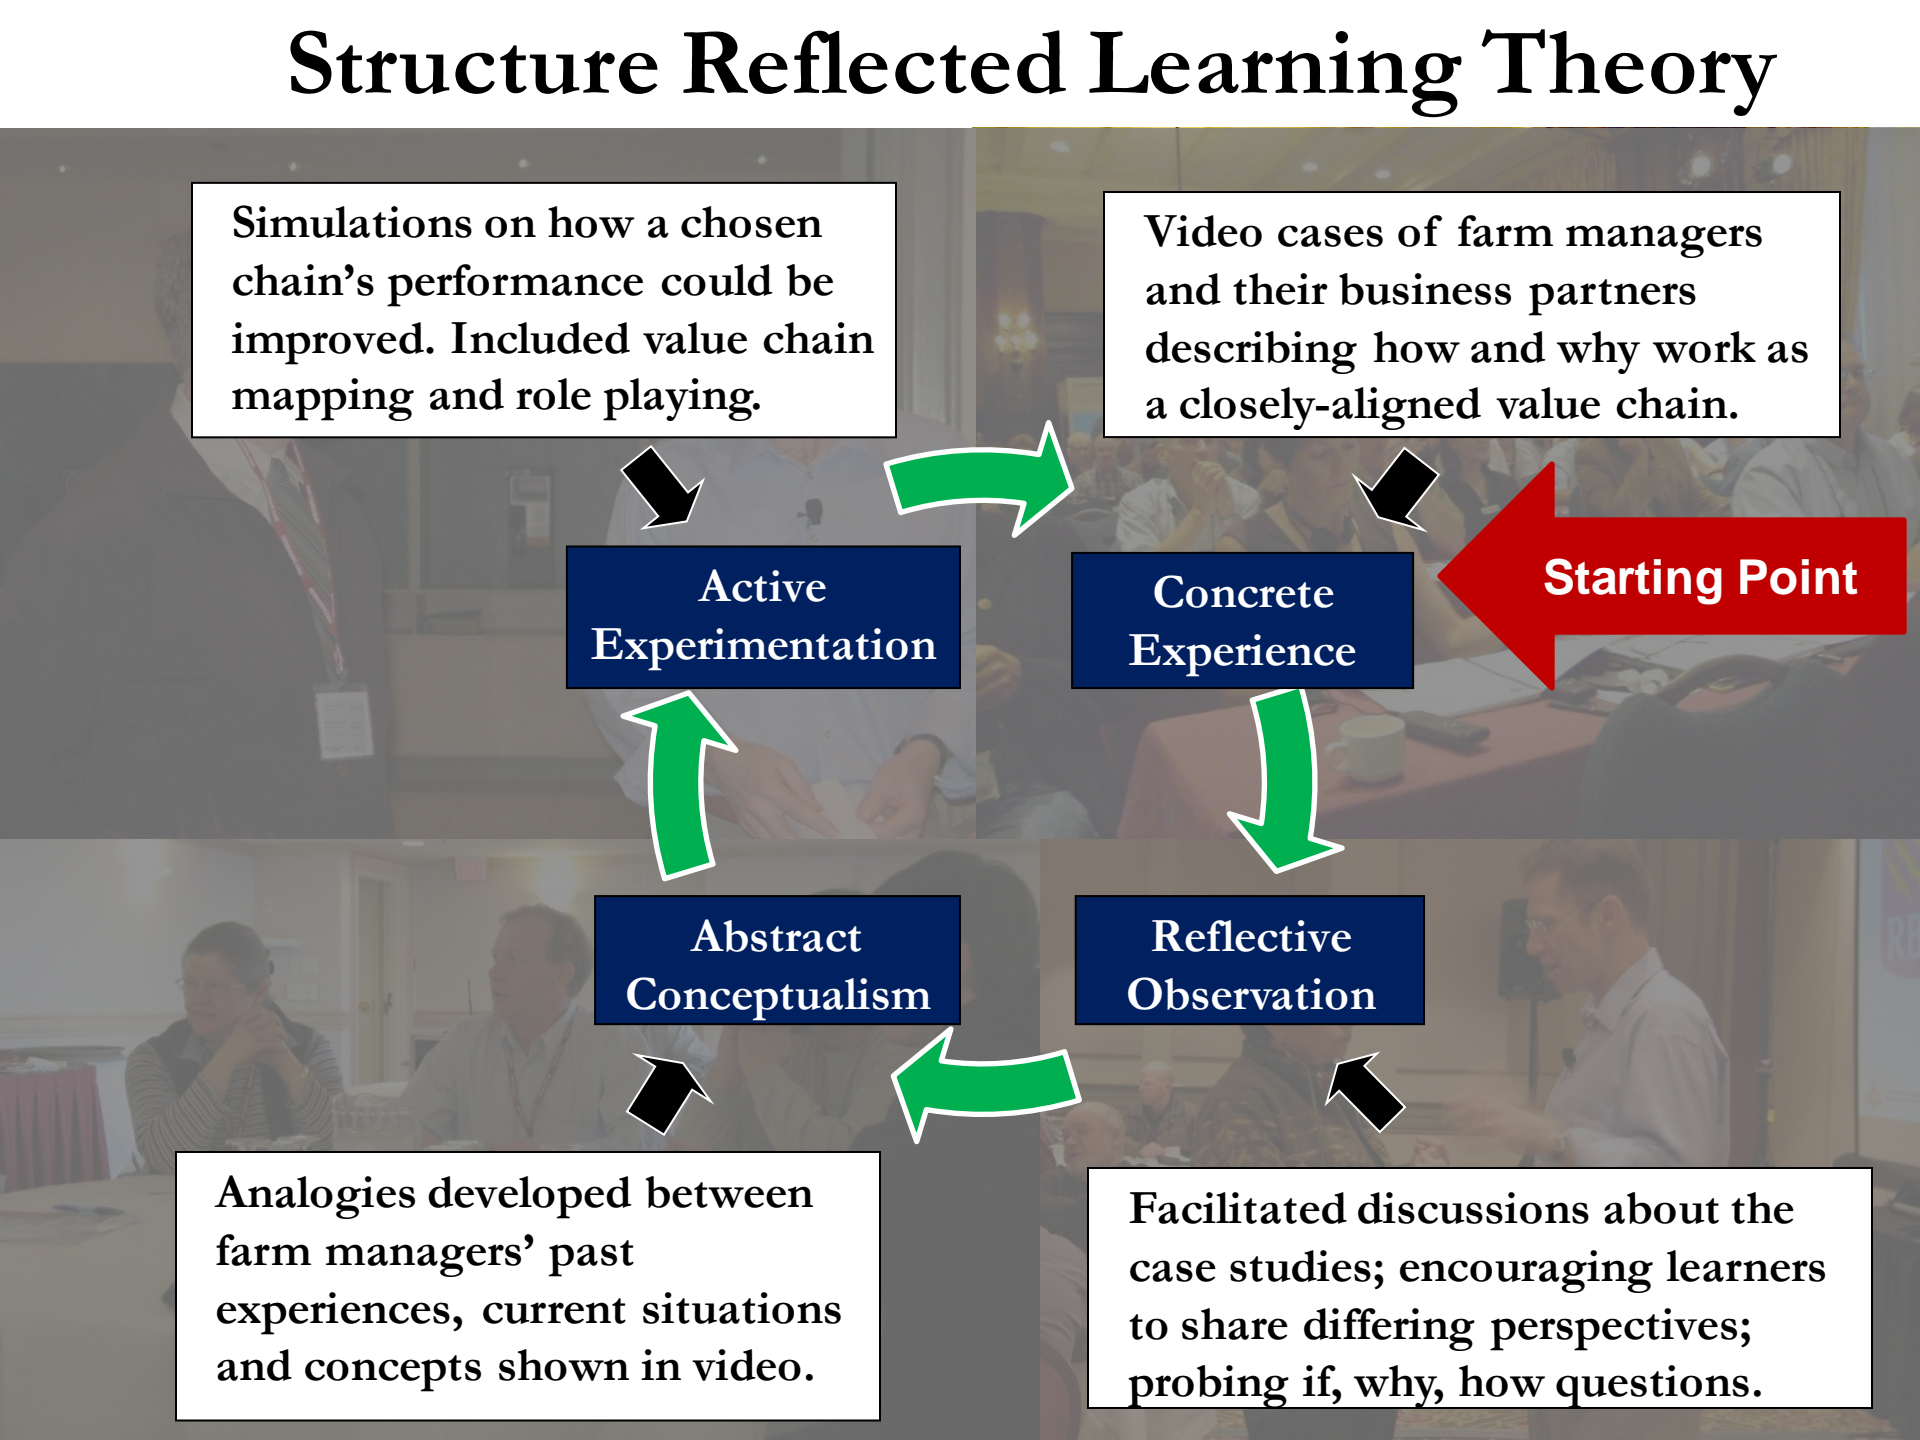 Structure Reflected Learning Theory
Simulations on how a chosen
chain’s performance could be
improved. Included value chain
mapping and role playing.
Video cases of farm managers
and their business partners
describing how and why work as
a closely-aligned value chain.
Active
Experimentation
Concrete
Experience
Starting Point
Abstract
Conceptualism
Reflective
Observation
Analogies developed between
farm managers’ past
experiences, current situations
and concepts shown in video.
Facilitated discussions about the
case studies; encouraging learners
to share differing perspectives;
probing if, why, how questions.